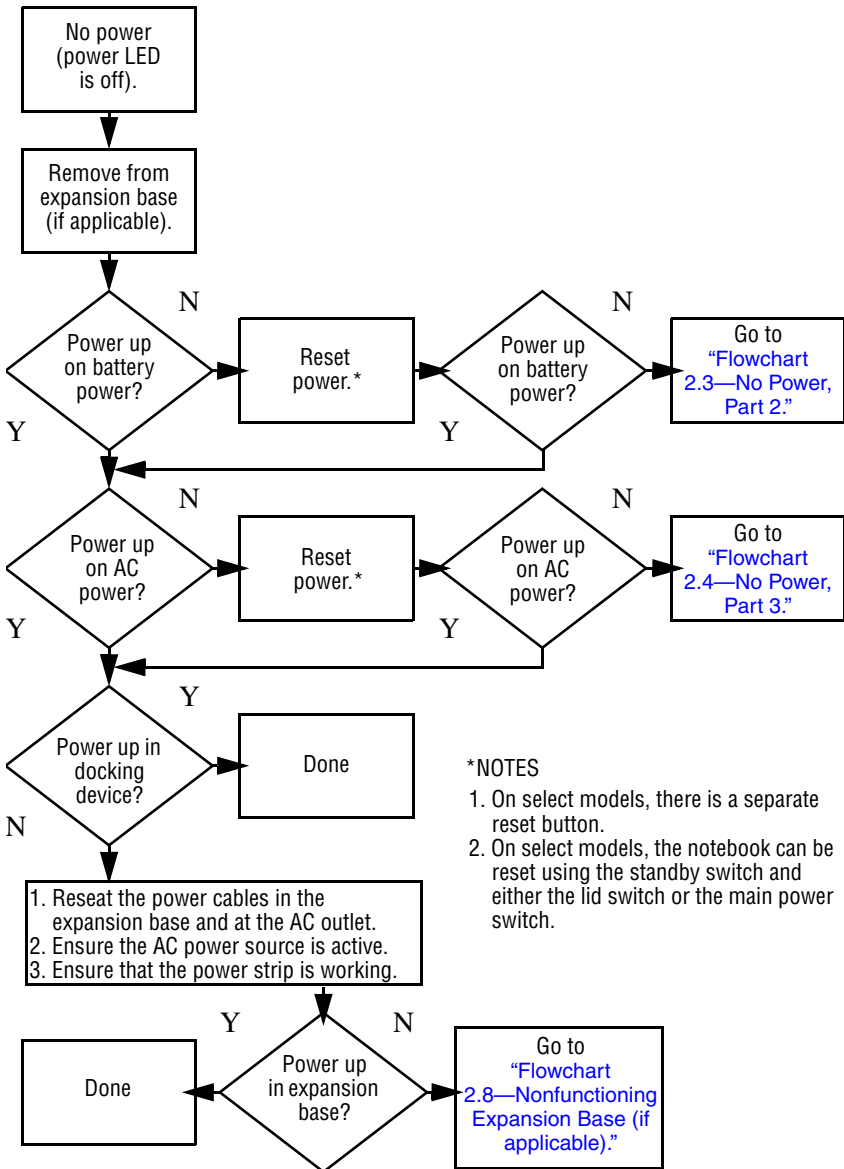 No power
(power LED
is off).
Remove from
expansion base
(if applicable).
N
N
Power up
on battery
power?
Reset
power.*
Power up
on battery
power?
Go to
“Flowchart
2.3—No Power,
Part 2.”
Y
Y
N
N
Power up
on AC
power?
Reset
power.*
Power up
on AC
power?
Go to
“Flowchart
2.4—No Power,
Part 3.”
Y
Y
Y
Power up in
docking
device?
Done
N
*NOTES
1. On select models, there is a separate
reset button.
2. On select models, the notebook can be
reset using the standby switch and
either the lid switch or the main power
switch.
1. Reseat the power cables in the
expansion base and at the AC outlet.
2. Ensure the AC power source is active.
3. Ensure that the power strip is working.
Y
N
Done
Power up
in expansion
base?
Go to
“Flowchart
2.8—Nonfunctioning
Expansion Base (if
applicable).”